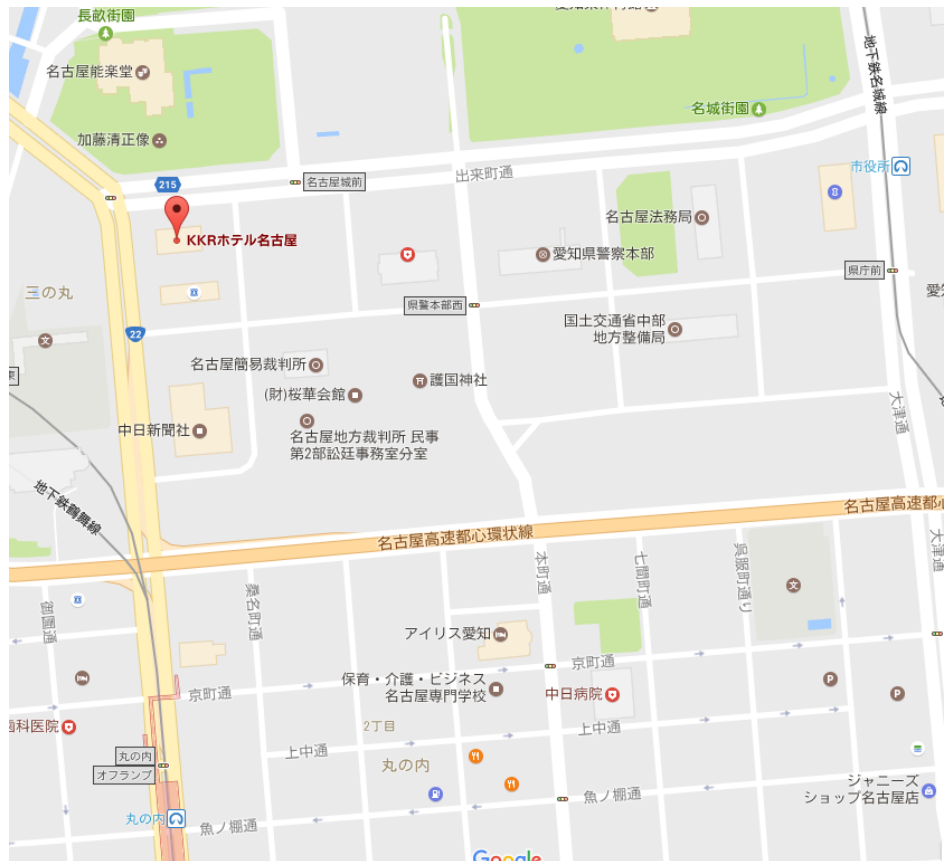 長畝街園
名古屋能楽堂
加藤清正像
名城街園
地下鉄名城線
市役所
215
名古屋城前
出来町通
KKRホテル名古屋
名古屋法務局
愛知県警察本部
県庁前
三の丸
県警本部西
国土交通省中部
地方整備局
22
名古屋簡易裁判所
護国神社
(財)桜華会館
中日新聞社
名古屋地方裁判所 民事
第2部訟廷事務室分室
大津通
地下鉄鶴舞線
名古屋高速都心環状線
名古屋高速都心
本町通
七間町通
呉服町通り
大津通
御園通
桑名町通
アイリス愛知
京町通
保育・介護・ビジネス
名古屋専門学校
中日病院
京町通
歯科医院
2丁目
上中通
上中通
丸の内
オフランプ
丸の内
魚ノ棚通
ジャニーズ
ショップ名古屋店
丸の内
魚ノ棚通
Google